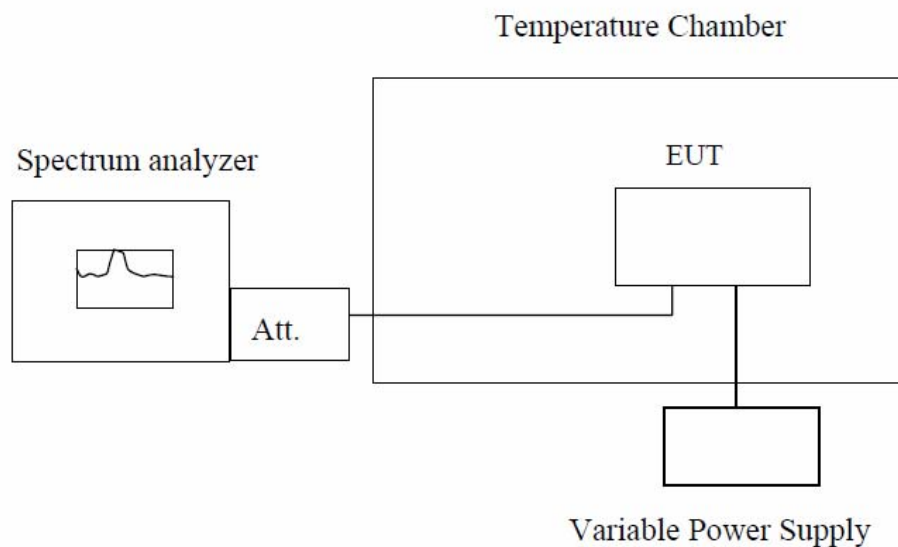 Temperature Chamber
Spectrum analyzer
EUT
Att.
Variable Power Supply